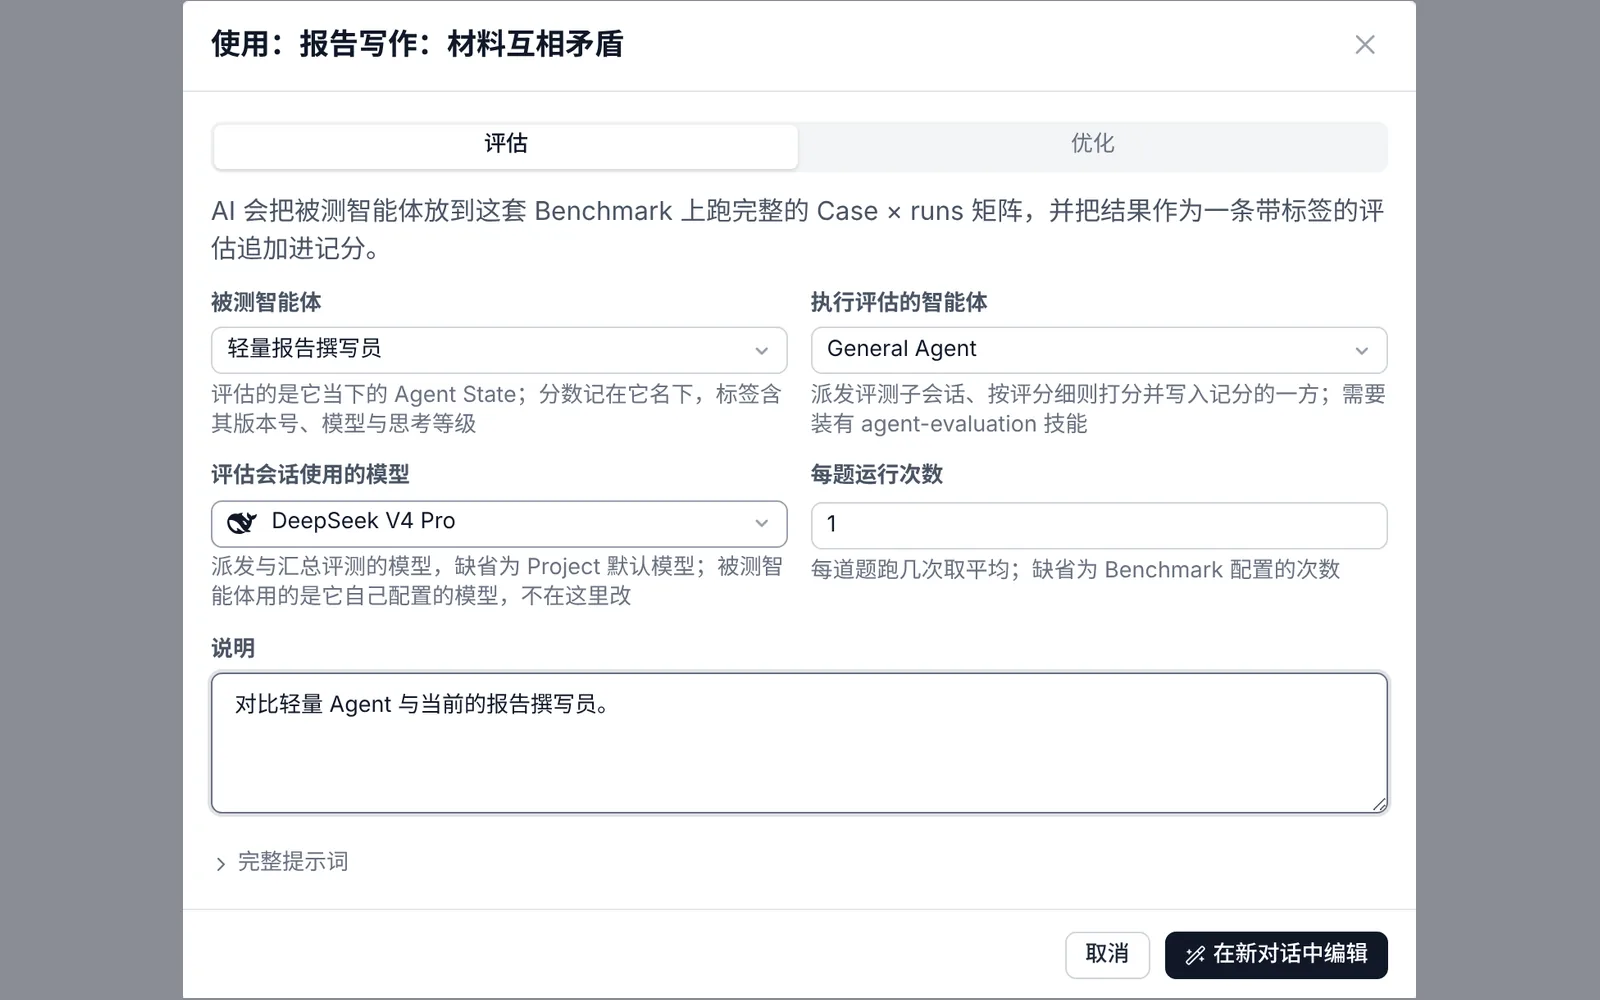 使用：报告写作：材料互相矛盾
评估
优化
AI 会把被测智能体放到这套 Benchmark 上跑完整的 Case × runs 矩阵，并把结果作为一条带标签的评
估追加进记分。
被测智能体
轻量报告撰写员
评估的是它当下的 Agent State；分数记在它名下，标签含
其版本号、模型与思考等级
执行评估的智能体
General Agent
派发评测子会话、按评分细则打分并写入记分的一方；需要
装有 agent-evaluation 技能
评估会话使用的模型
DeepSeek V4 Pro
派发与汇总评测的模型，缺省为 Project 默认模型；被测智
能体用的是它自己配置的模型，不在这里改
每题运行次数
1
每道题跑几次取平均；缺省为 Benchmark 配置的次数
说明
对比轻量 Agent 与当前的报告撰写员。
完整提示词
取消
在新对话中编辑